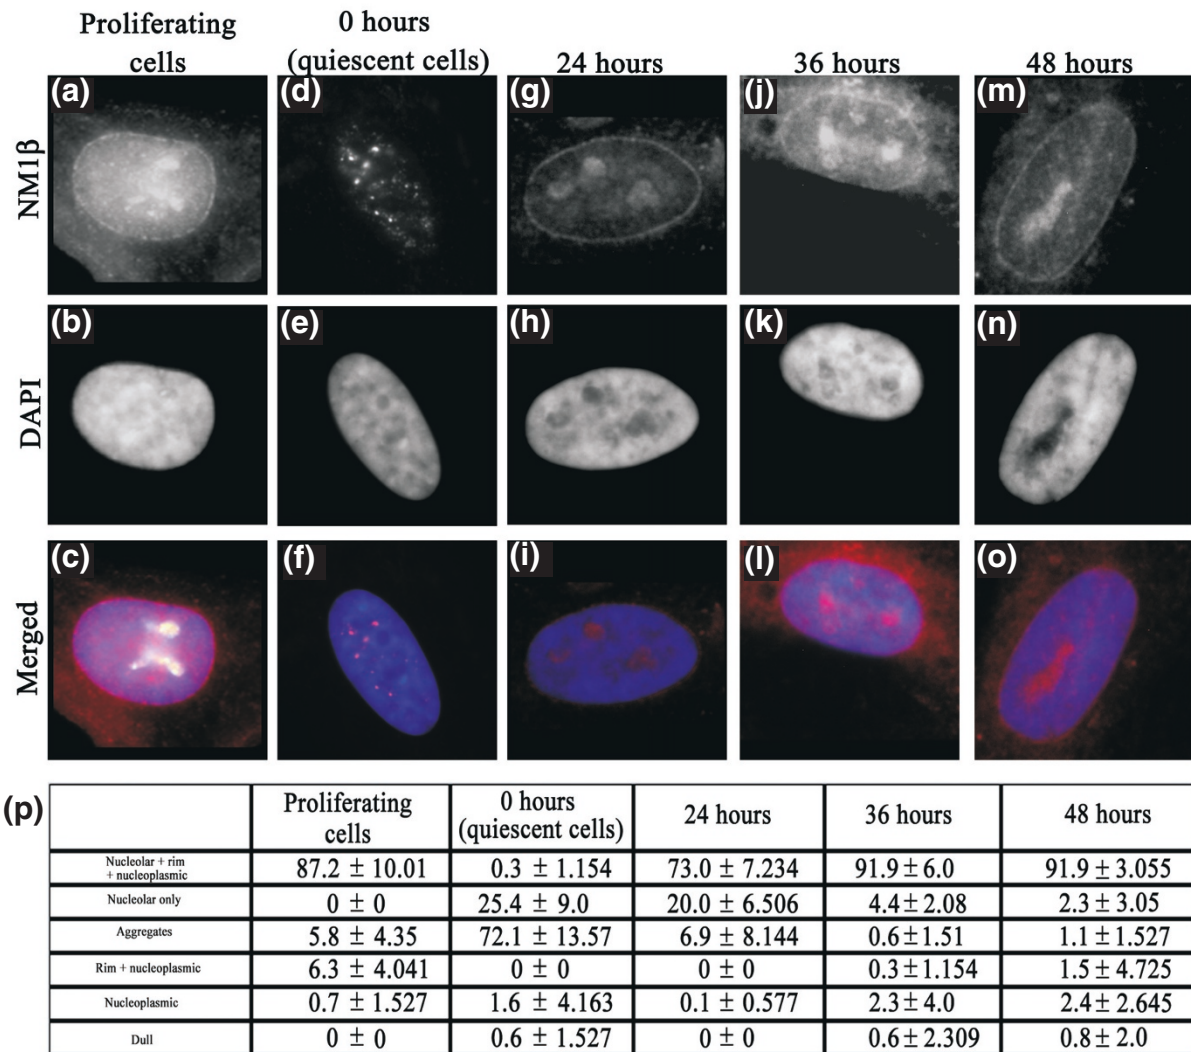 Proliferating
cells
0 hours
(quiescent cells)
24 hours
36 hours
48 hours
NM1β
(a)
(d)
(g)
(j)
(m)
DAPI
(b)
(e)
(h)
(k)
(n)
Merged
(c)
(f)
(i)
(l)
(o)
(p)
Proliferating
cells
0 hours
(quiescent cells)
24 hours
36 hours
48 hours
Nucleolar + rim
+ nucleoplasmic
87.2 ± 10.01
0.3 ± 1.154
73.0 ± 7.234
91.9 ± 6.0
91.9 ± 3.055
Nucleolar only
0 ± 0
25.4 ± 9.0
20.0 ± 6.506
4.4 ± 2.08
2.3 ± 3.05
Aggregates
5.8 ± 4.35
72.1 ± 13.57
6.9 ± 8.144
0.6 ± 1.51
1.1 ± 1.527
Rim + nucleoplasmic
6.3 ± 4.041
0 ± 0
0 ± 0
0.3 ± 1.154
1.5 ± 4.725
Nucleoplasmic
0.7 ± 1.527
1.6 ± 4.163
0.1 ± 0.577
2.3 ± 4.0
2.4 ± 2.645
Dull
0 ± 0
0.6 ± 1.527
0 ± 0
0.6 ± 2.309
0.8 ± 2.0